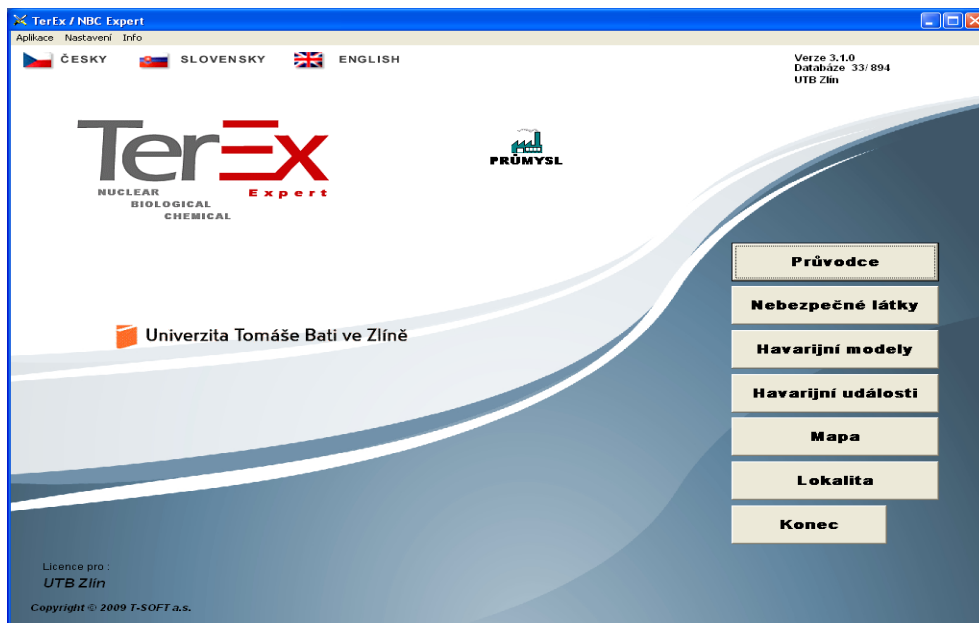 TerEx / NBC Expert
Aplikace Nastavení Info
ČESKY SLOVENSKY ENGLISH
Verze 3.1.0
Databáze 33/894
UTB Zlín
TerEx
NUCLEAR Expert
BIOLOGICAL
CHEMICAL
PRŮMYSL
Průvodce
Nebezpečné látky
Univerzita Tomáše Bati ve Zlíně
Havarijní modely
Havarijní události
Mapa
Lokalita
Konec
Licence pro :
UTB Zlín
Copyright © 2009 T-SOFT a.s.